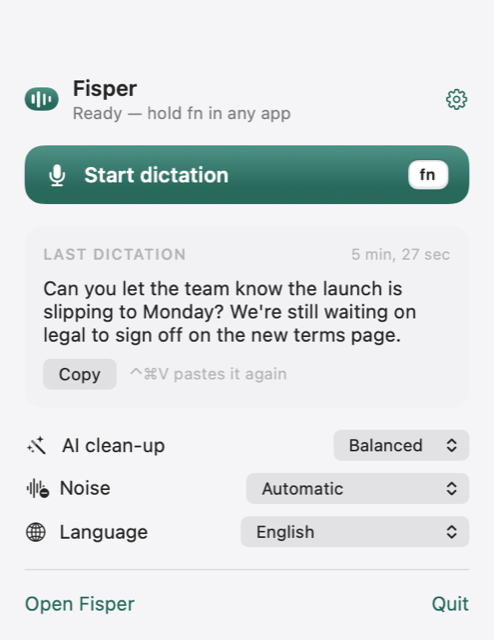 Fisper
Ready — hold fn in any app
Start dictation fn
LAST DICTATION 5 min, 27 sec
Can you let the team know the launch is
slipping to Monday? We're still waiting on
legal to sign off on the new terms page.
Copy ^⌘V pastes it again
AI clean-up Balanced
Noise Automatic
Language English
Open Fisper Quit